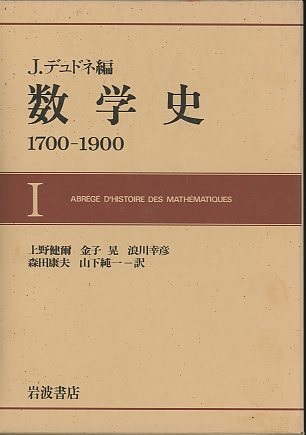 J.デュドネ編
数学史
1700-1900
I
ABRÉGÉ D'HISTOIRE DES MATHÉMATIQUES
上野健爾 金子 晃 浪川幸彦
森田康夫 山下純一 — 訳
岩波書店